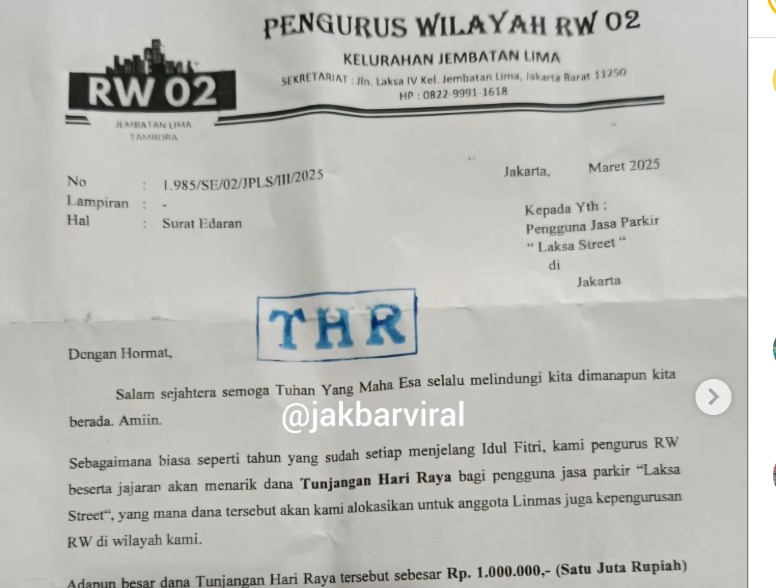 PENGURUS WILAYAH RW 02
KELURAHAN JEMBATAN LIMA
SEKRETARIAT : Jln. Laksa IV Kel. Jembatan Lima, Jakarta Barat 11250
HP : 0822-9991-1618
RW 02
JEMBATAN LIMA
TAMBORA
No : 1.985/SE/02/JPLS/III/2025
Lampiran : -
Hal : Surat Edaran
Jakarta, Maret 2025
Kepada Yth :
Pengguna Jasa Parkir
“ Laksa Street “
di
Jakarta
THR
Dengan Hormat,
Salam sejahtera semoga Tuhan Yang Maha Esa selalu melindungi kita dimanapun kita
berada. Amiin.
@jakbarviral
Sebagaimana biasa seperti tahun yang sudah setiap menjelang Idul Fitri, kami pengurus RW
beserta jajaran akan menarik dana Tunjangan Hari Raya bagi pengguna jasa parkir “Laksa
Street“, yang mana dana tersebut akan kami alokasikan untuk anggota Linmas juga kepengurusan
RW di wilayah kami.
Adapun besar dana Tunjangan Hari Raya tersebut sebesar Rp. 1.000.000,- (Satu Juta Rupiah)